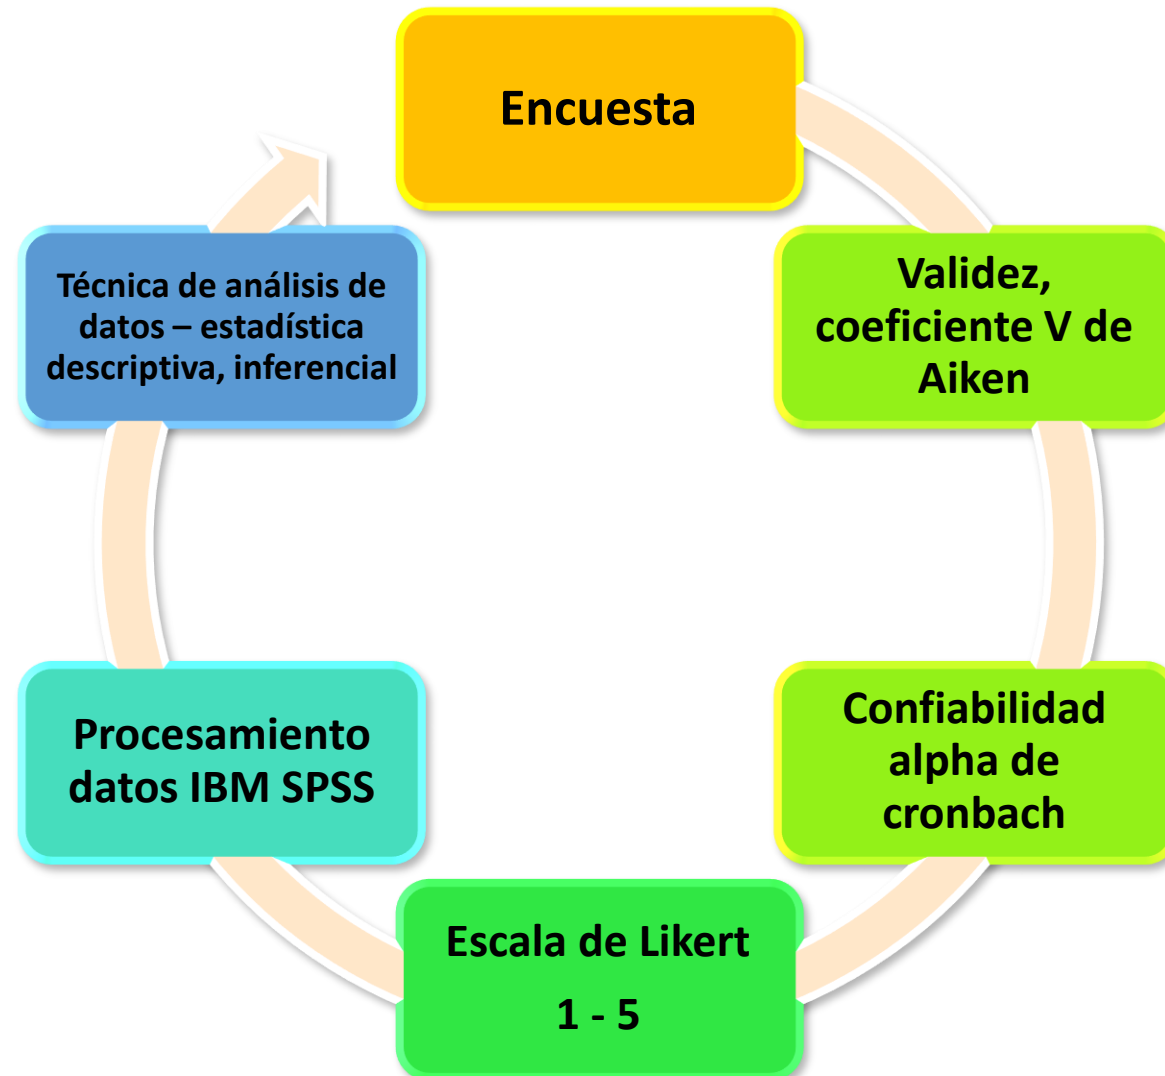 Encuesta
Validez,
coeficiente V de
Aiken
Confiabilidad
alpha de
cronbach
Escala de Likert
1 - 5
Procesamiento
datos IBM SPSS
Técnica de análisis de
datos – estadística
descriptiva, inferencial